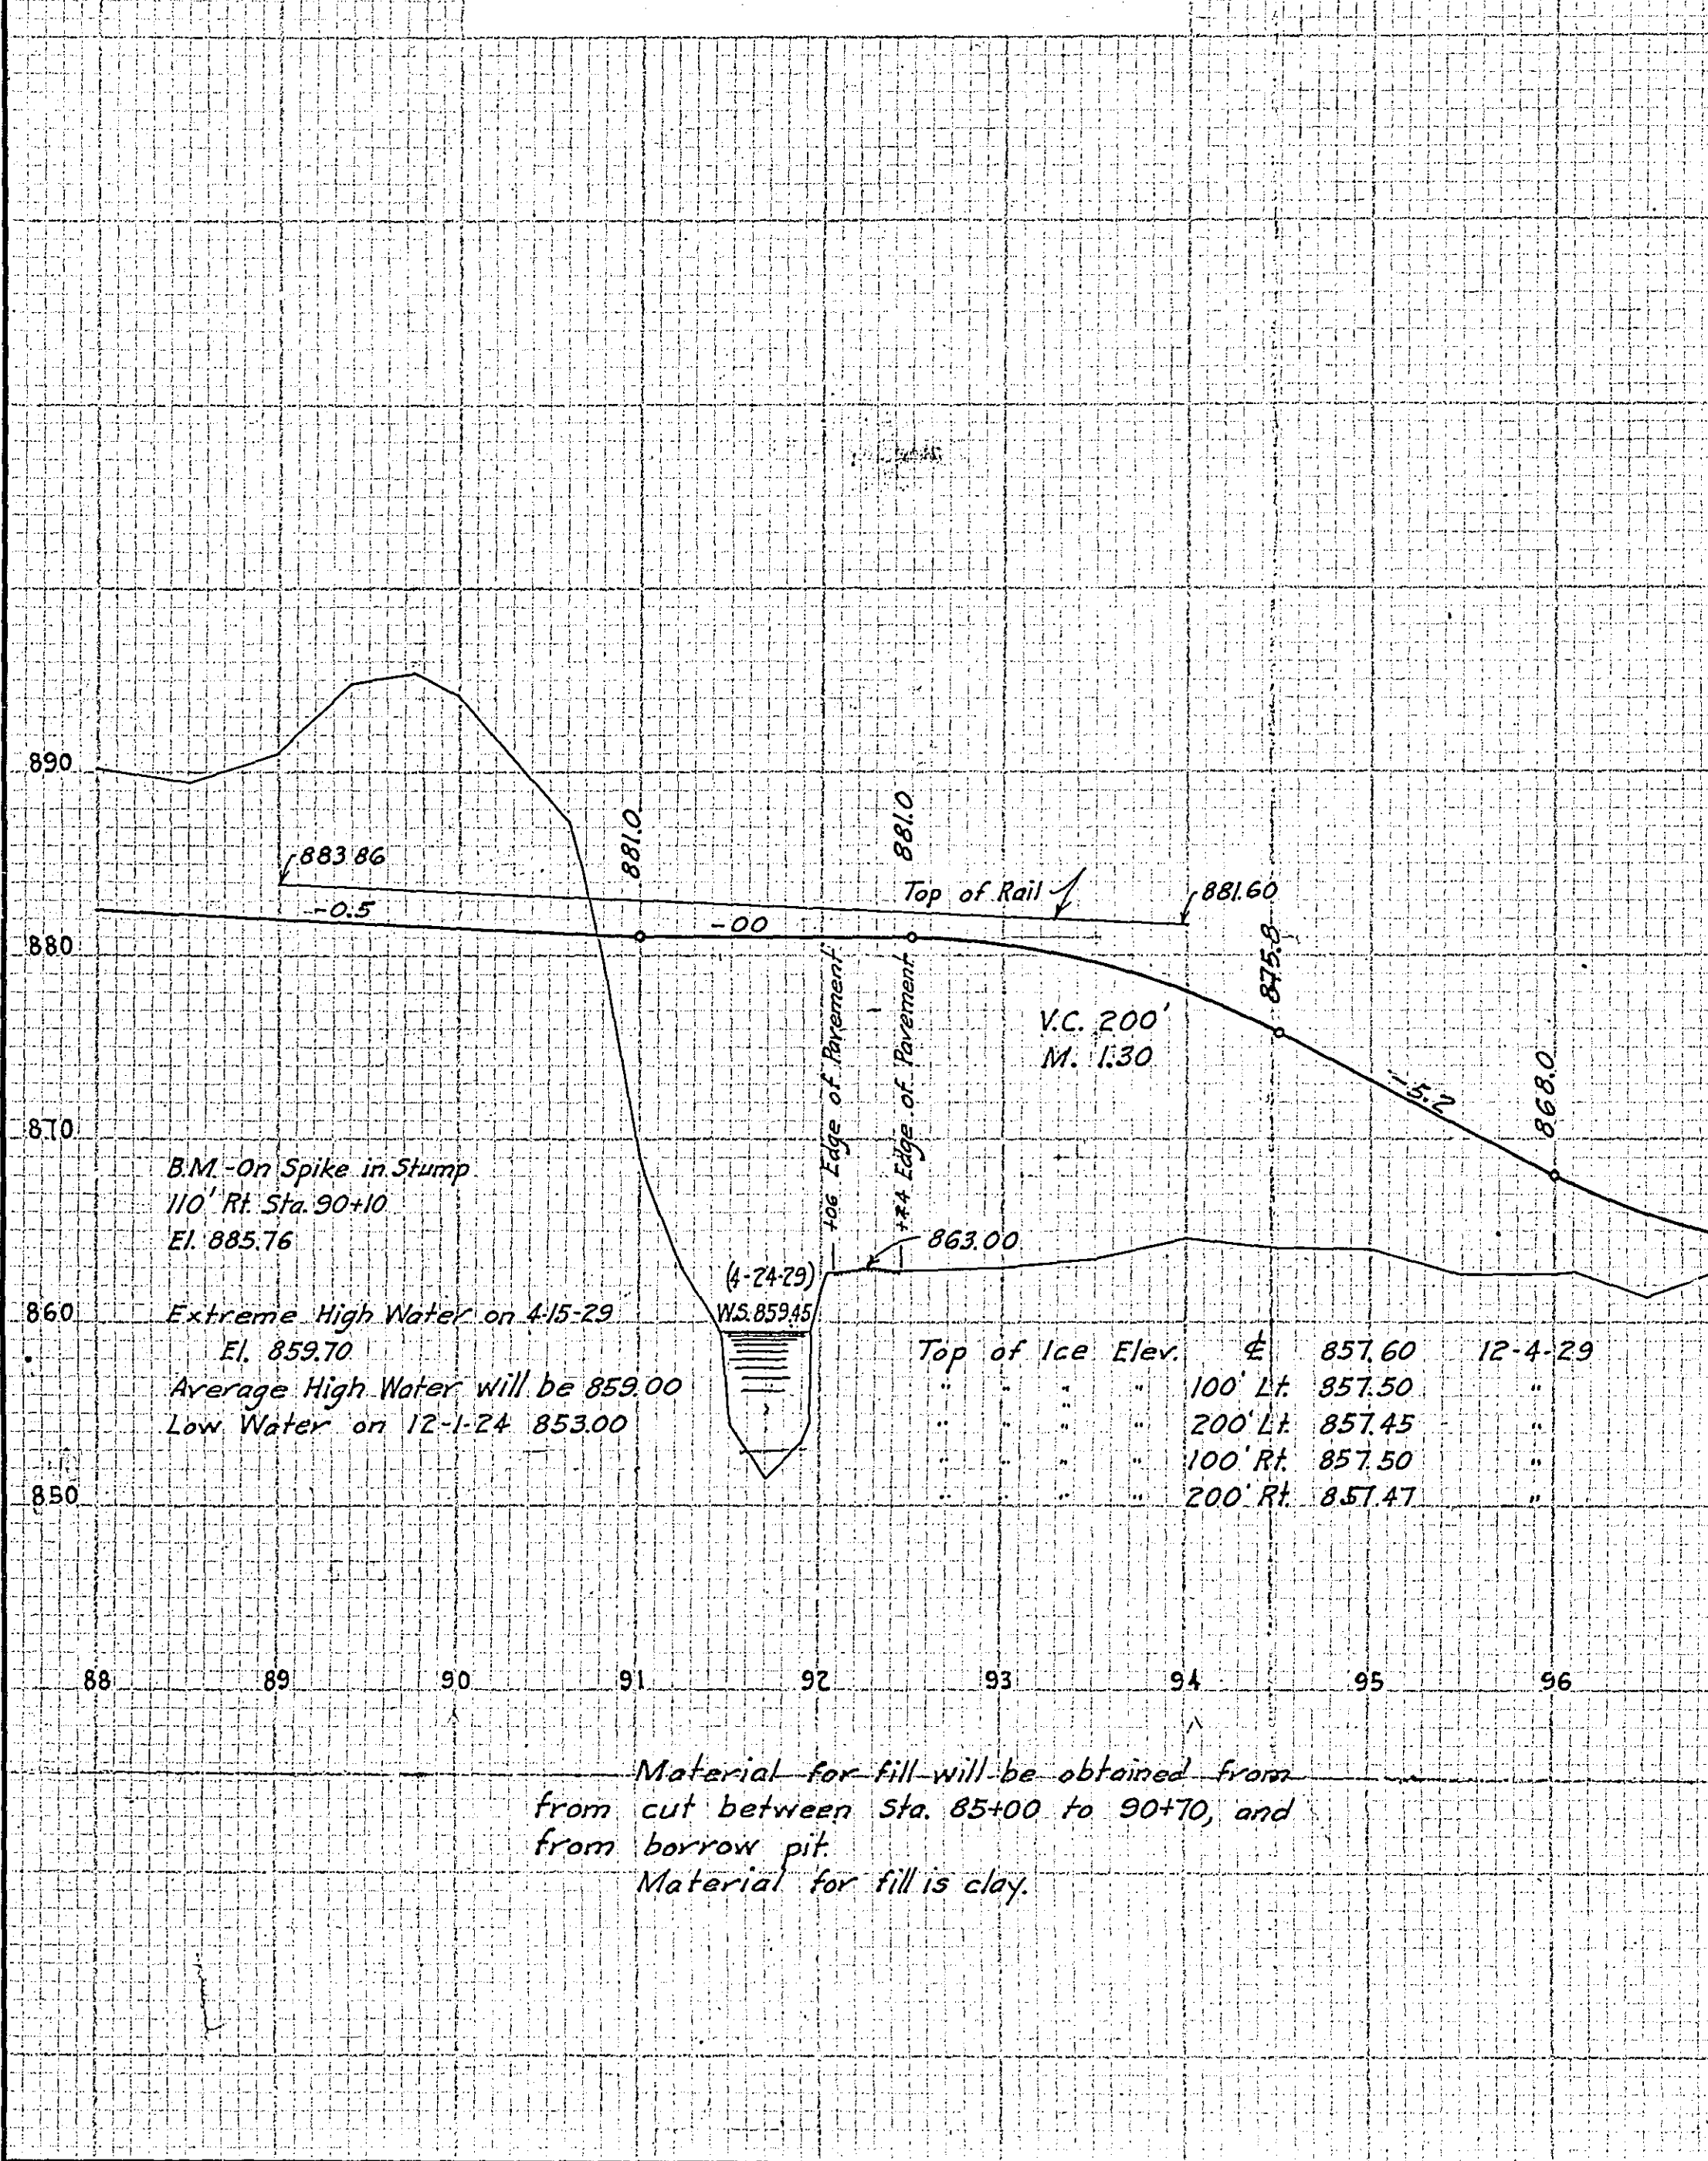 890
883.86
881.0
881.0
Top of Rail
881.60
-0.5
-00
880
875.8
+06 Edge of Pavement
Edge of Pavement
V.C. 200'
M. 1.30
-5.2
868.0
870
B.M.-On Spike in Stump
110' Rt. Sta. 90+10
El. 885.76
863.00
(4-24-29)
W.S. 859.45
860
Extreme High Water on 4-15-29
El. 859.70
Average High Water will be 859.00
Low Water on 12-1-24 853.00
Top of Ice Elev. ₵ 857.60 12-4-29
" " " " 100' Lt. 857.50 "
" " " " 200' Lt. 857.45 "
" " " " 100' Rt. 857.50 "
" " " " 200' Rt. 857.47 "
850
88 89 90 91 92 93 94 95 96
Material for fill will be obtained from
from cut between Sta. 85+00 to 90+70, and
from borrow pit.
Material for fill is clay.